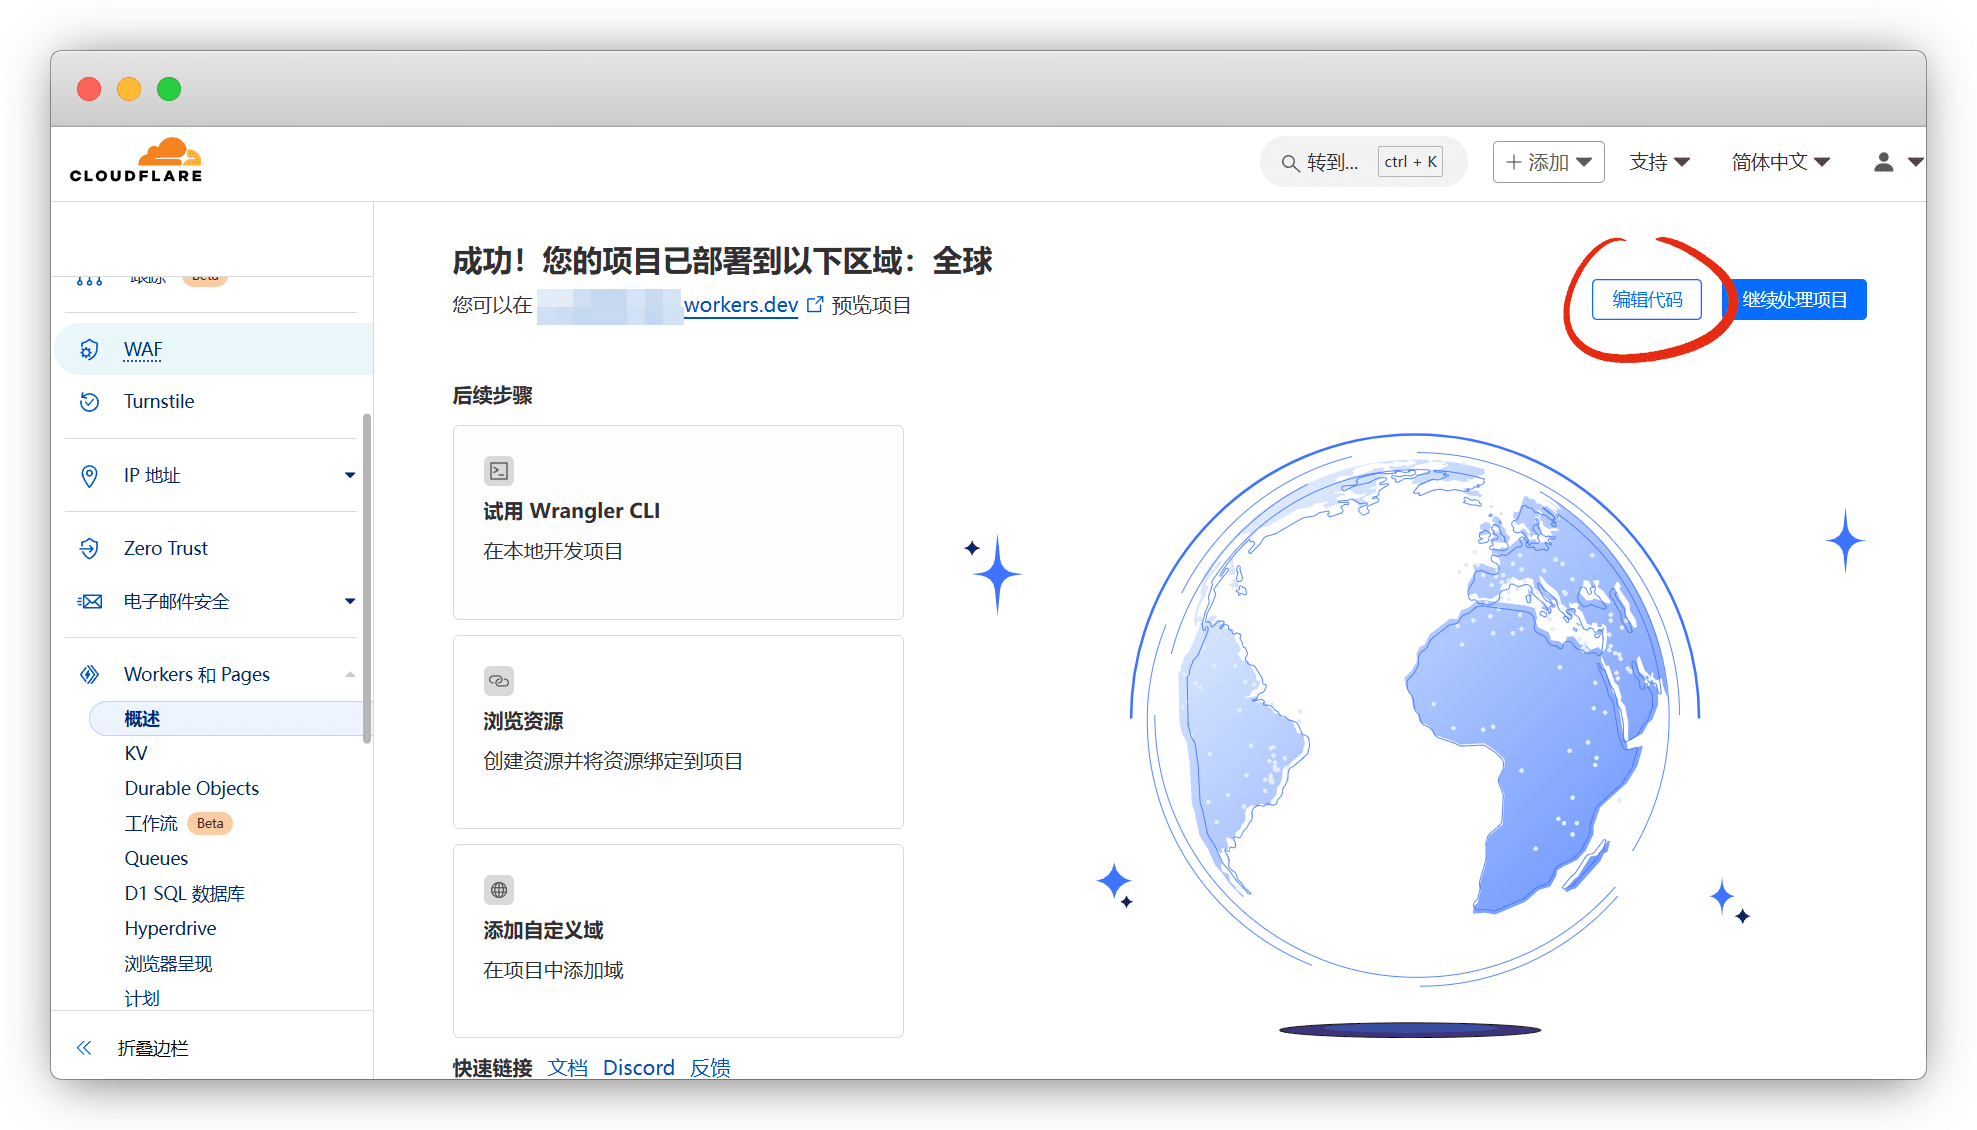 CLOUDFLARE
转到... ctrl + K
添加
支持
简体中文
Beta
WAF
Turnstile
IP 地址
Zero Trust
电子邮件安全
Workers 和 Pages
概述
KV
Durable Objects
工作流 Beta
Queues
D1 SQL 数据库
Hyperdrive
浏览器呈现
计划
折叠边栏
成功！您的项目已部署到以下区域：全球
您可以在 workers.dev 预览项目
编辑代码
继续处理项目
后续步骤
试用 Wrangler CLI
在本地开发项目
浏览资源
创建资源并将资源绑定到项目
添加自定义域
在项目中添加域
快速链接 文档 Discord 反馈